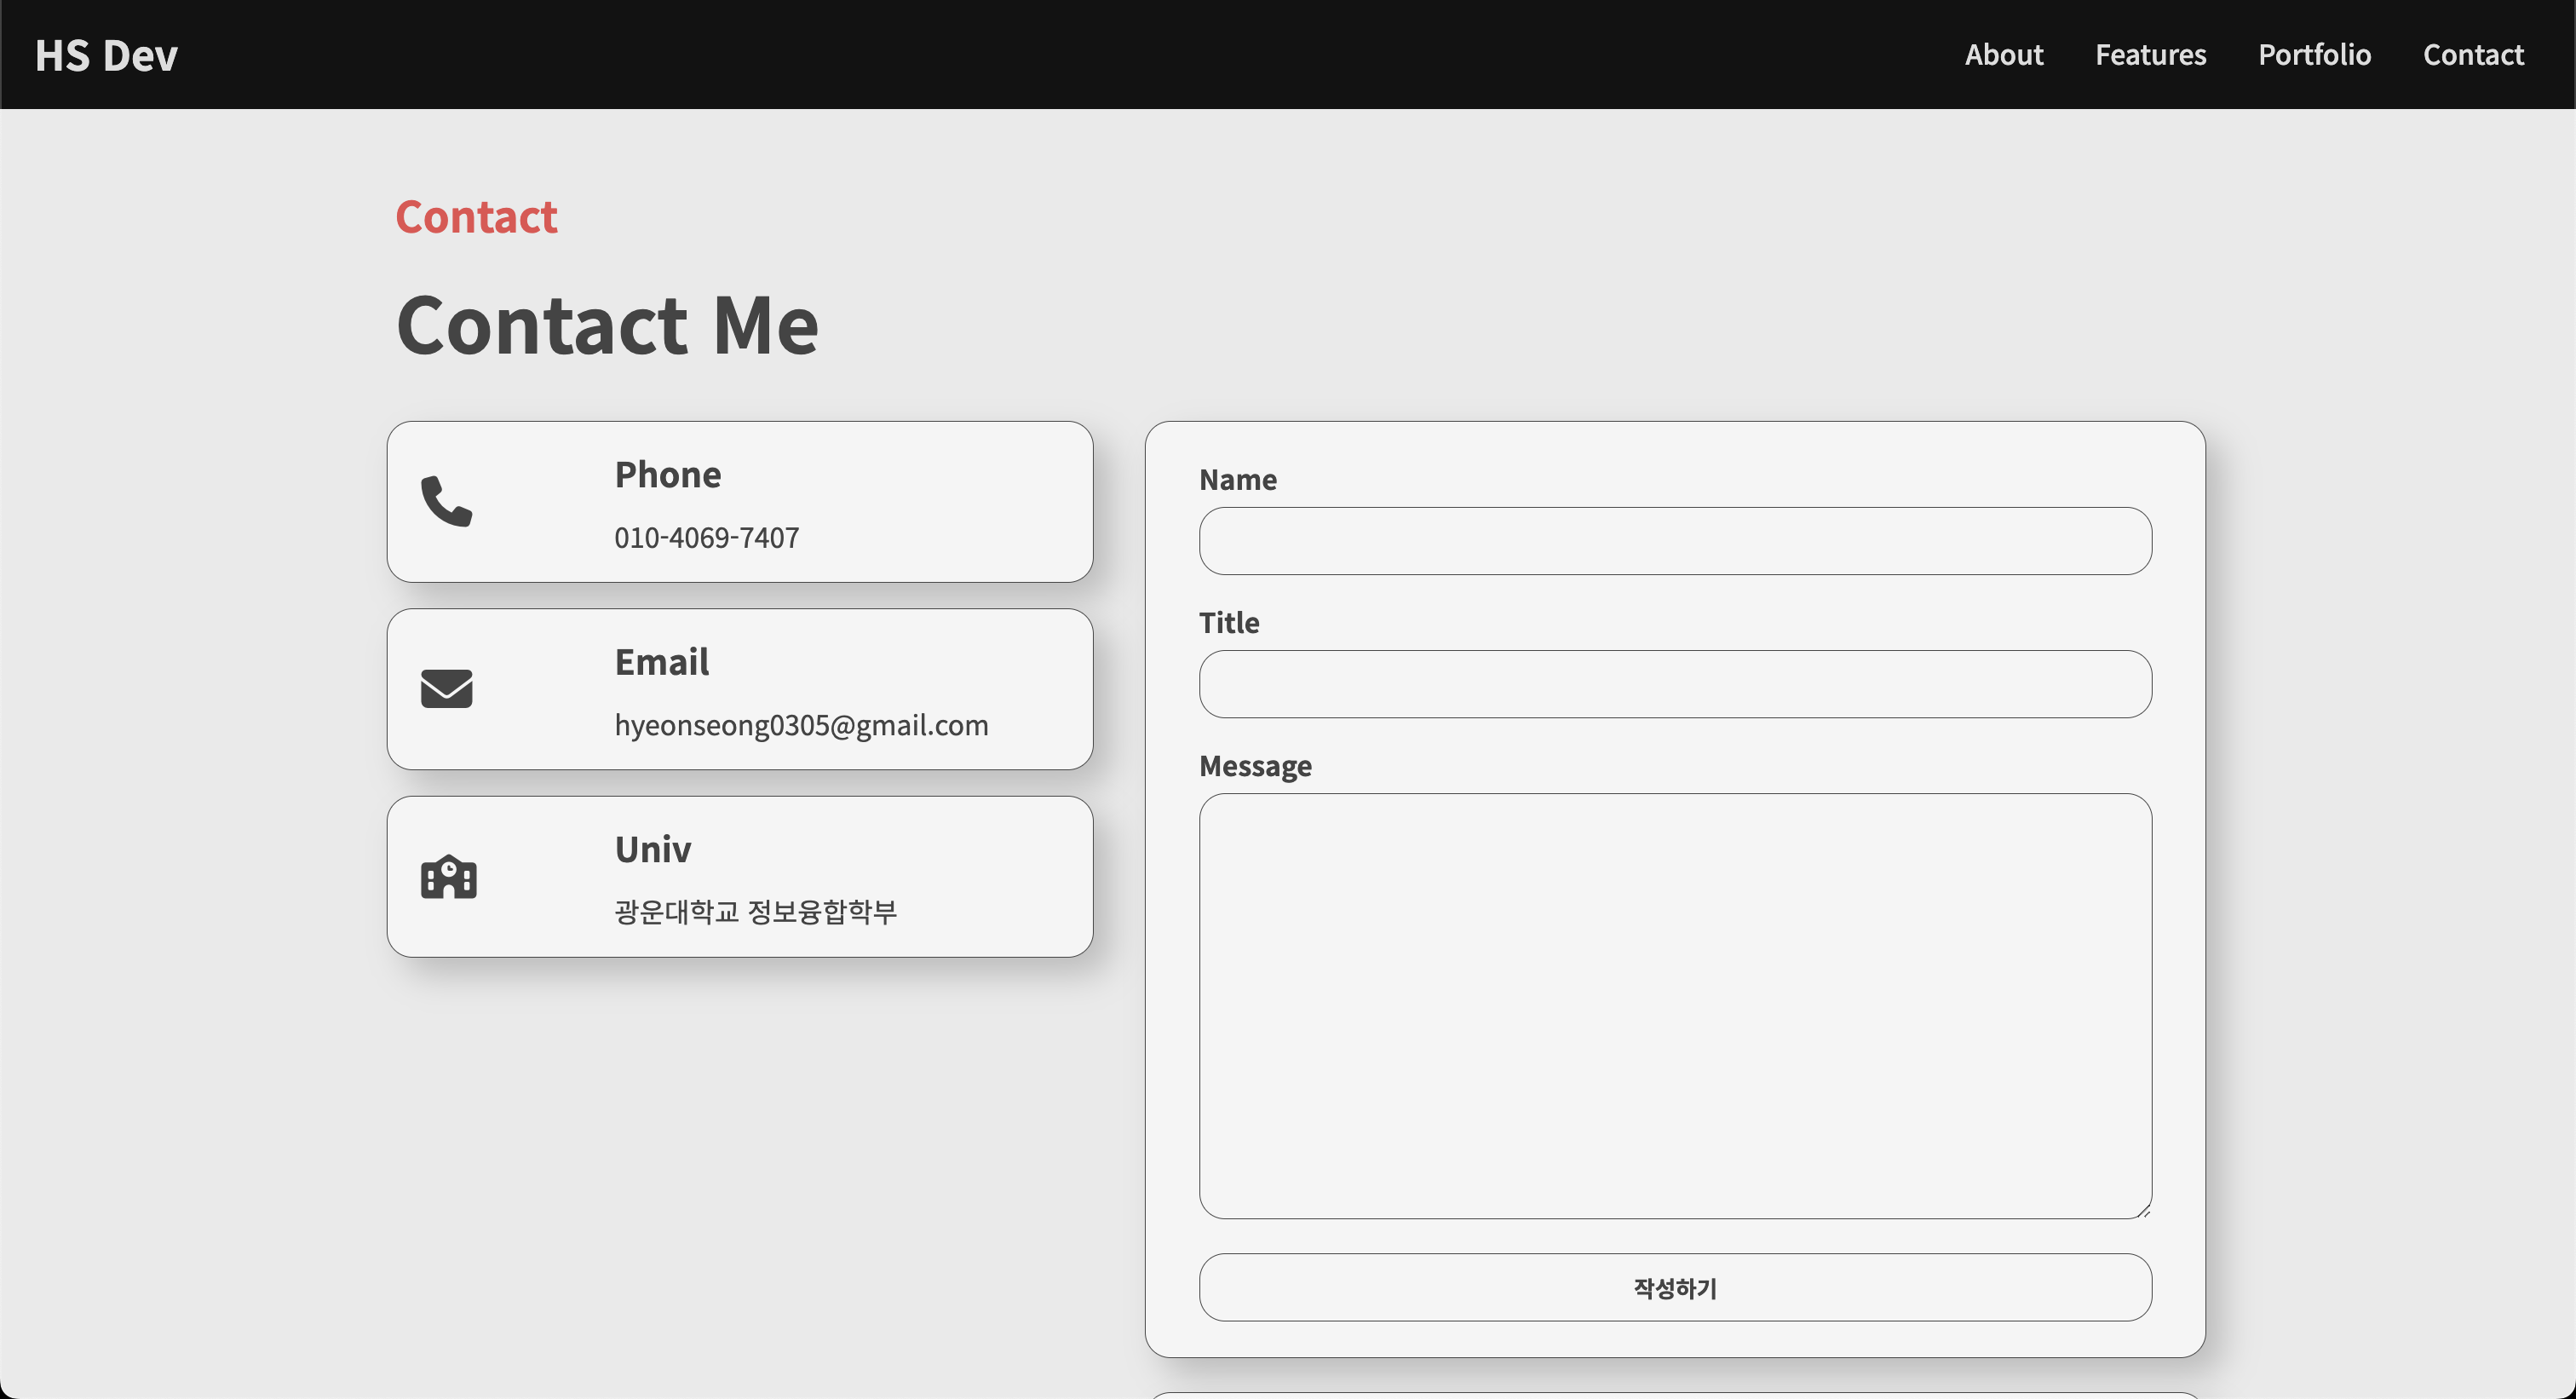 HS Dev
About Features Portfolio Contact
Contact
Contact Me
Phone
010-4069-7407
Email
hyeonseong0305@gmail.com
Univ
광운대학교 정보융합학부
Name
Title
Message
작성하기